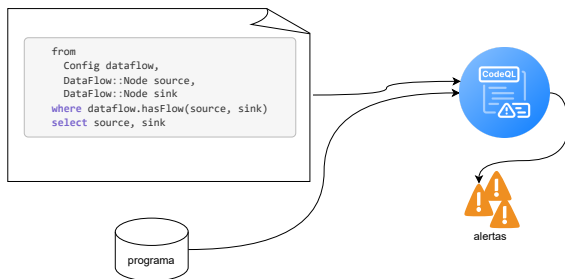 from
Config dataflow,
DataFlow::Node source,
DataFlow::Node sink
where dataflow.hasFlow(source, sink)
select source, sink
CodeQL
programa
alertas